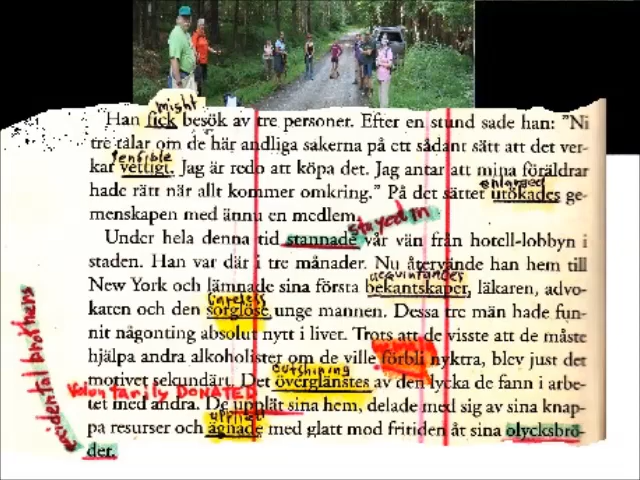 might
Han fick besök av tre personer. Efter en stund sade han: ”Ni
tre talar om de här andliga sakerna på ett sådant sätt att det ver-
sensible
kar vettigt. Jag är redo att köpa det. Jag antar att mina föräldrar
enlarged
hade rätt när allt kommer omkring.” På det sättet utökades ge-
menskapen med ännu en medlem.
stayed in
Under hela denna tid stannade vår vän från hotell-lobbyn i
staden. Han var där i tre månader. Nu återvände han hem till
acquintandes
New York och lämnade sina första bekantskaper, läkaren, advo-
careless
katen och den sorglöse unge mannen. Dessa tre män hade fun-
nit någonting absolut nytt i livet. Trots att de visste att de måste
hjälpa andra alkoholister om de ville förbli nyktra, blev just det
outshining
motivet sekundärt. Det överglänstes av den lycka de fann i arbe-
Voluntarily DONATED
tet med andra. De upplät sina hem, delade med sig av sina knap-
pa resurser och ägnade med glatt mod fritiden åt sina olycksbrö-
der.
accidental brothers